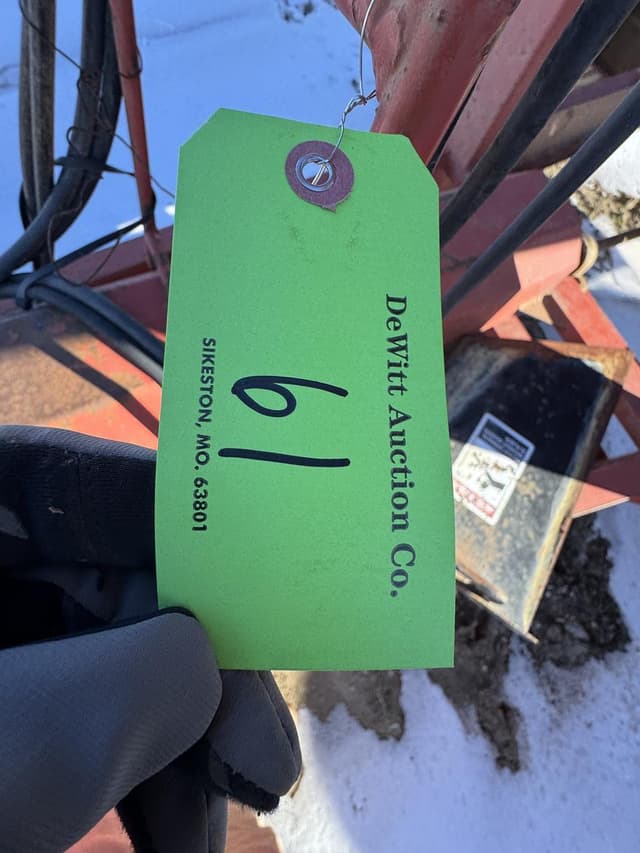 DeWitt Auction Co.
61
SIKESTON, MO. 63801